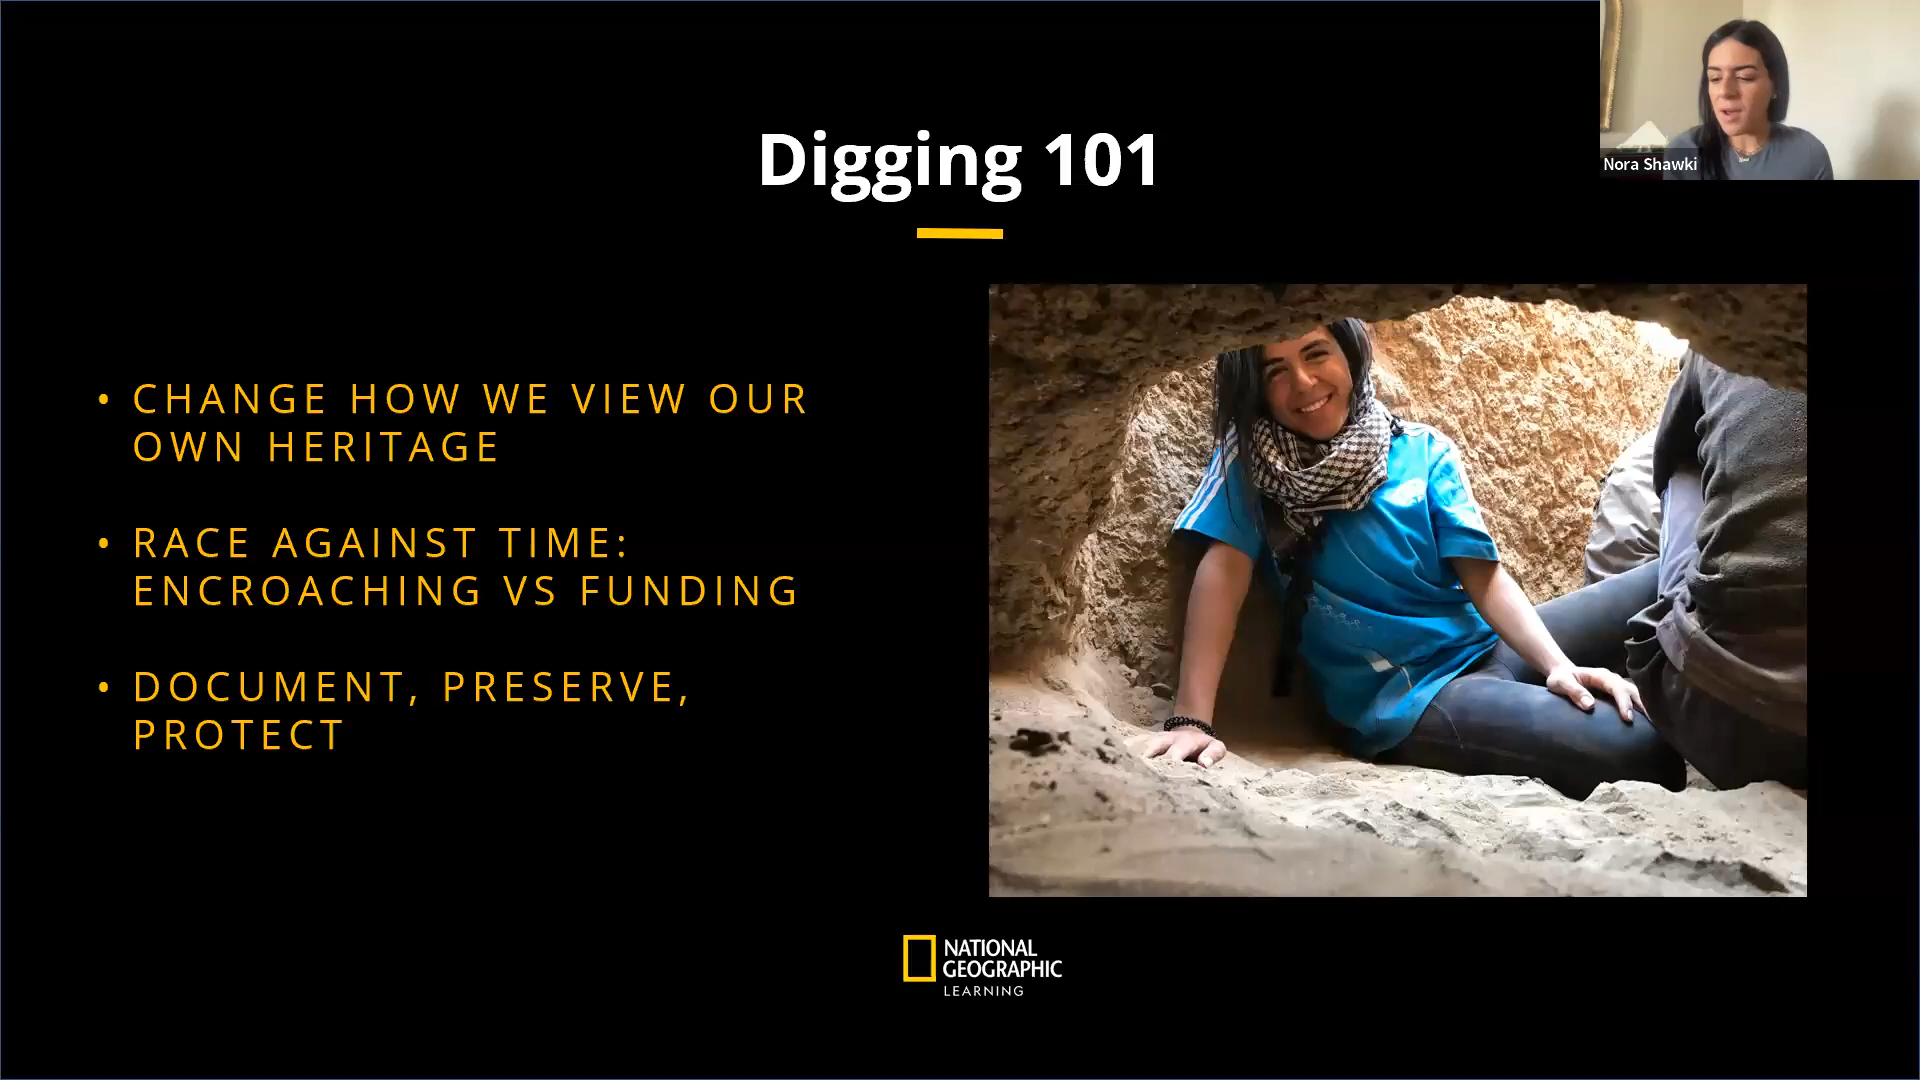 Digging 101
Nora Shawki
• CHANGE HOW WE VIEW OUR
OWN HERITAGE
• RACE AGAINST TIME:
ENCROACHING VS FUNDING
• DOCUMENT, PRESERVE,
PROTECT
NATIONAL
GEOGRAPHIC
LEARNING